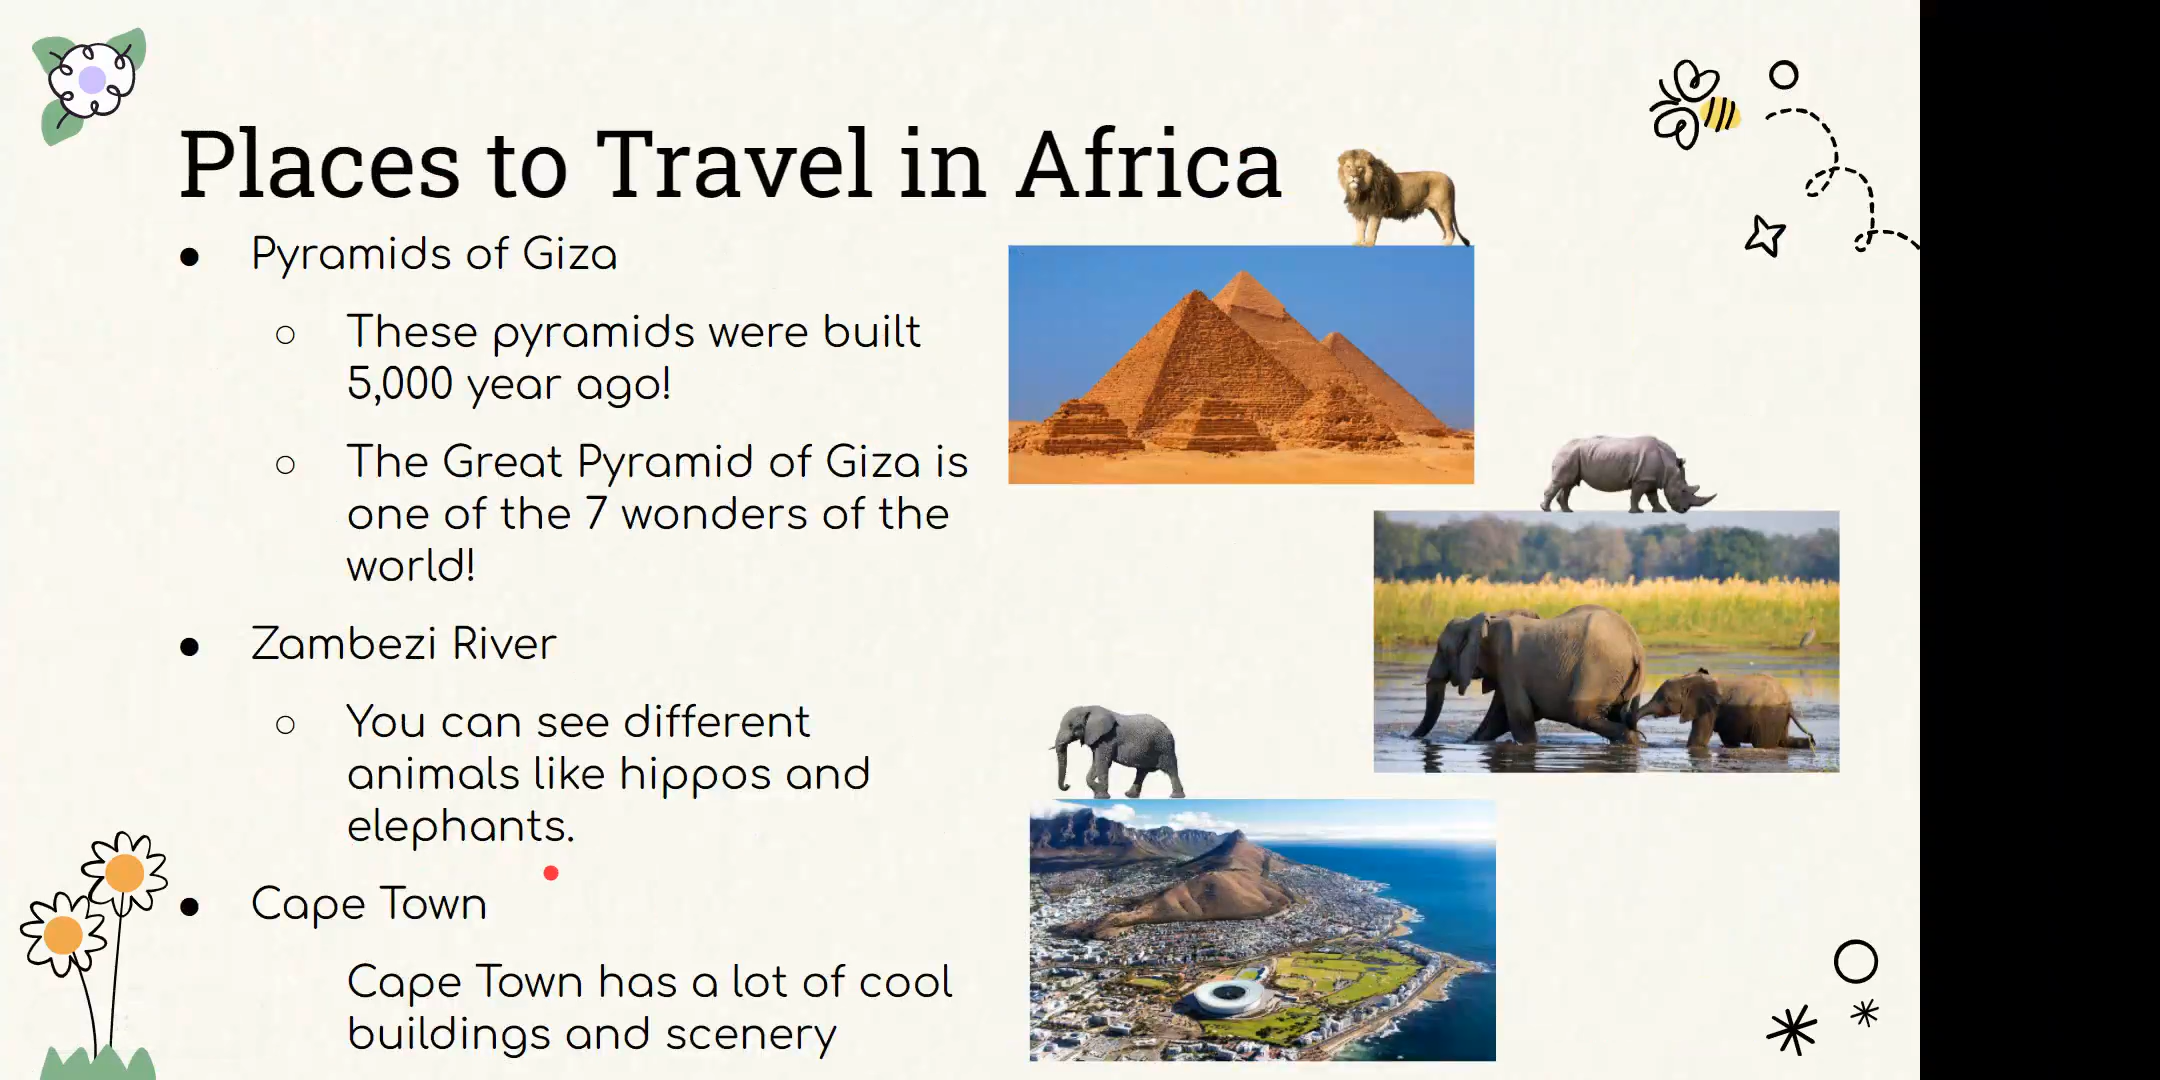 Places to Travel in Africa
● Pyramids of Giza
○ These pyramids were built
5,000 year ago!
○ The Great Pyramid of Giza is
one of the 7 wonders of the
world!
● Zambezi River
○ You can see different
animals like hippos and
elephants.
● Cape Town
Cape Town has a lot of cool
buildings and scenery